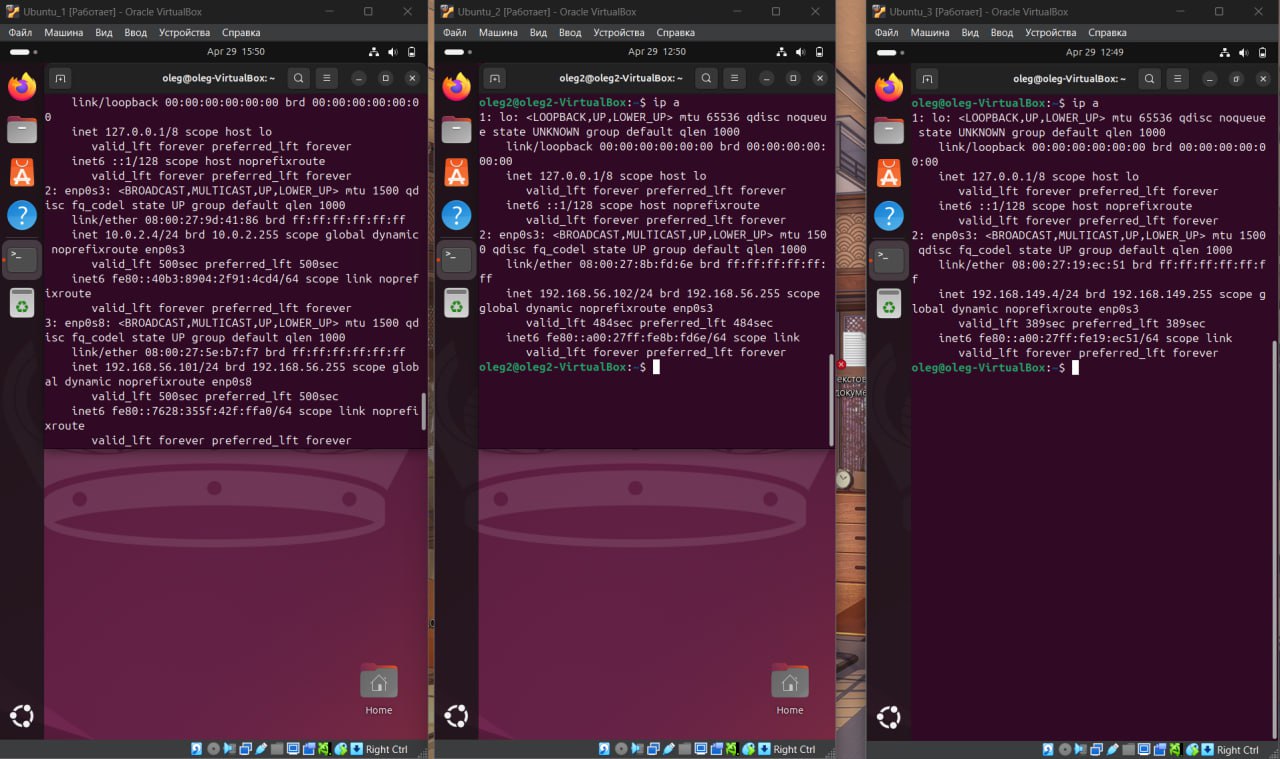 Ubuntu_1 [Работает] - Oracle VirtualBox
Файл Машина Вид Ввод Устройства Справка
Apr 29 15:50
oleg@oleg-VirtualBox: ~
link/loopback 00:00:00:00:00:00 brd 00:00:00:00:00:0
0
inet 127.0.0.1/8 scope host lo
valid_lft forever preferred_lft forever
inet6 ::1/128 scope host noprefixroute
valid_lft forever preferred_lft forever
2: enp0s3: <BROADCAST,MULTICAST,UP,LOWER_UP> mtu 1500 qd
isc fq_codel state UP group default qlen 1000
link/ether 08:00:27:9d:41:86 brd ff:ff:ff:ff:ff:ff
inet 10.0.2.4/24 brd 10.0.2.255 scope global dynamic
noprefixroute enp0s3
valid_lft 500sec preferred_lft 500sec
inet6 fe80::40b3:8904:2f91:4cd4/64 scope link nopref
ixroute
valid_lft forever preferred_lft forever
3: enp0s8: <BROADCAST,MULTICAST,UP,LOWER_UP> mtu 1500 qd
isc fq_codel state UP group default qlen 1000
link/ether 08:00:27:5e:b7:f7 brd ff:ff:ff:ff:ff:ff
inet 192.168.56.101/24 brd 192.168.56.255 scope glob
al dynamic noprefixroute enp0s8
valid_lft 500sec preferred_lft 500sec
inet6 fe80::7628:355f:42f:ffa0/64 scope link noprefi
xroute
valid_lft forever preferred_lft forever
Home
Right Ctrl
Ubuntu_2 [Работает] - Oracle VirtualBox
Файл Машина Вид Ввод Устройства Справка
Apr 29 12:50
oleg2@oleg2-VirtualBox: ~
oleg2@oleg2-VirtualBox:~$ ip a
1: lo: <LOOPBACK,UP,LOWER_UP> mtu 65536 qdisc noqueu
e state UNKNOWN group default qlen 1000
link/loopback 00:00:00:00:00:00 brd 00:00:00:00:
00:00
inet 127.0.0.1/8 scope host lo
valid_lft forever preferred_lft forever
inet6 ::1/128 scope host noprefixroute
valid_lft forever preferred_lft forever
2: enp0s3: <BROADCAST,MULTICAST,UP,LOWER_UP> mtu 150
0 qdisc fq_codel state UP group default qlen 1000
link/ether 08:00:27:8b:fd:6e brd ff:ff:ff:ff:ff:
ff
inet 192.168.56.102/24 brd 192.168.56.255 scope
global dynamic noprefixroute enp0s3
valid_lft 484sec preferred_lft 484sec
inet6 fe80::a00:27ff:fe8b:fd6e/64 scope link
valid_lft forever preferred_lft forever
oleg2@oleg2-VirtualBox:~$
Home
Right Ctrl
Ubuntu_3 [Работает] - Oracle VirtualBox
Файл Машина Вид Ввод Устройства Справка
Apr 29 12:49
oleg@oleg-VirtualBox: ~
oleg@oleg-VirtualBox:~$ ip a
1: lo: <LOOPBACK,UP,LOWER_UP> mtu 65536 qdisc noqueue
state UNKNOWN group default qlen 1000
link/loopback 00:00:00:00:00:00 brd 00:00:00:00:0
0:00
inet 127.0.0.1/8 scope host lo
valid_lft forever preferred_lft forever
inet6 ::1/128 scope host noprefixroute
valid_lft forever preferred_lft forever
2: enp0s3: <BROADCAST,MULTICAST,UP,LOWER_UP> mtu 1500
qdisc fq_codel state UP group default qlen 1000
link/ether 08:00:27:19:ec:51 brd ff:ff:ff:ff:ff:f
f
inet 192.168.149.4/24 brd 192.168.149.255 scope g
lobal dynamic noprefixroute enp0s3
valid_lft 389sec preferred_lft 389sec
inet6 fe80::a00:27ff:fe19:ec51/64 scope link
valid_lft forever preferred_lft forever
oleg@oleg-VirtualBox:~$
Right Ctrl